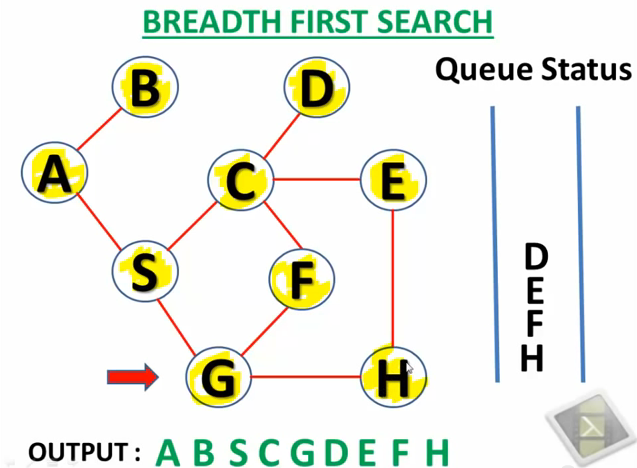 BREADTH FIRST SEARCH
Queue Status
B
D
A
C
E
S
F
G
H
D
E
F
H
OUTPUT : A B S C G D E F H